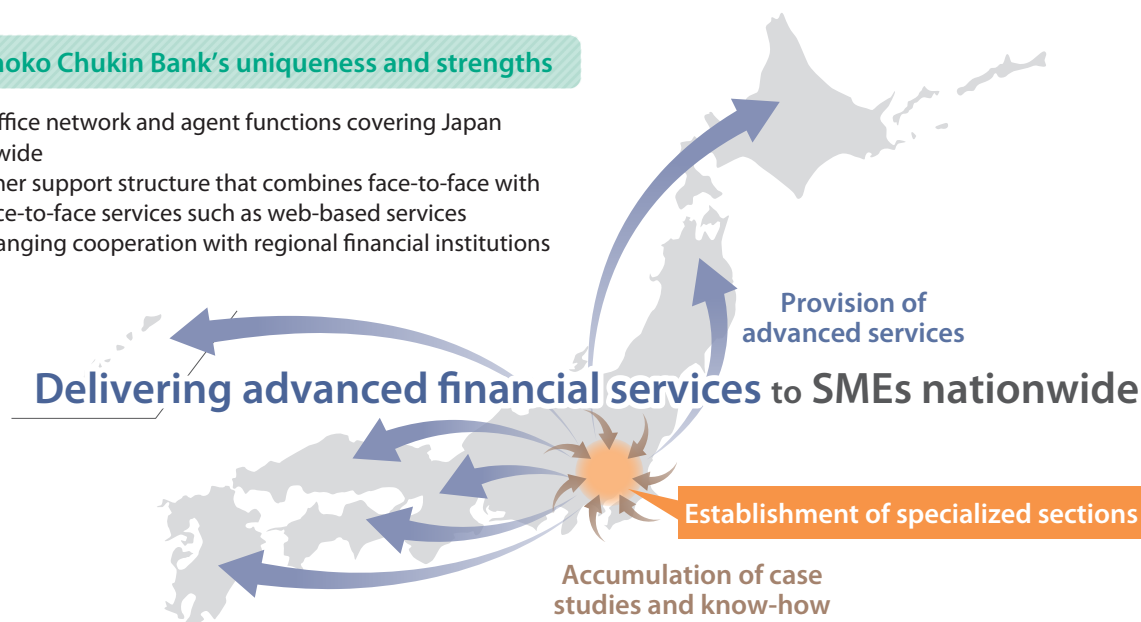 noko Chukin Bank's uniqueness and strengths
ffice network and agent functions covering Japan
wide
ner support structure that combines face-to-face with
ce-to-face services such as web-based services
anging cooperation with regional financial institutions
Provision of
advanced services
Delivering advanced financial services to SMEs nationwide
Establishment of specialized sections
Accumulation of case
studies and know-how